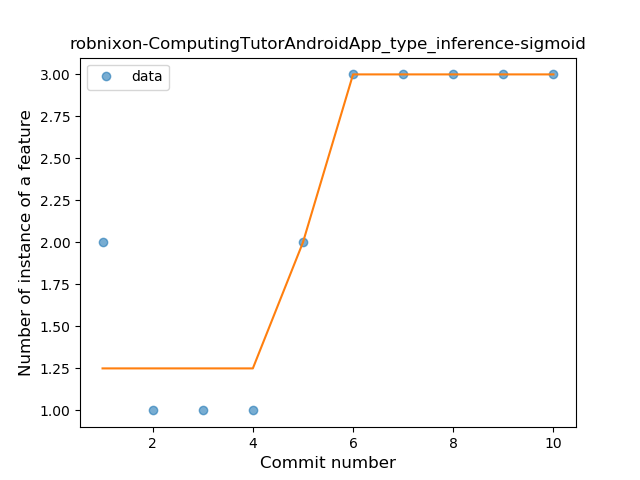 robnixon-ComputingTutorAndroidApp_type_inference-sigmoid
data
Number of instance of a feature
3.00
2.75
2.50
2.25
2.00
1.75
1.50
1.25
1.00
2 4 6 8 10
Commit number